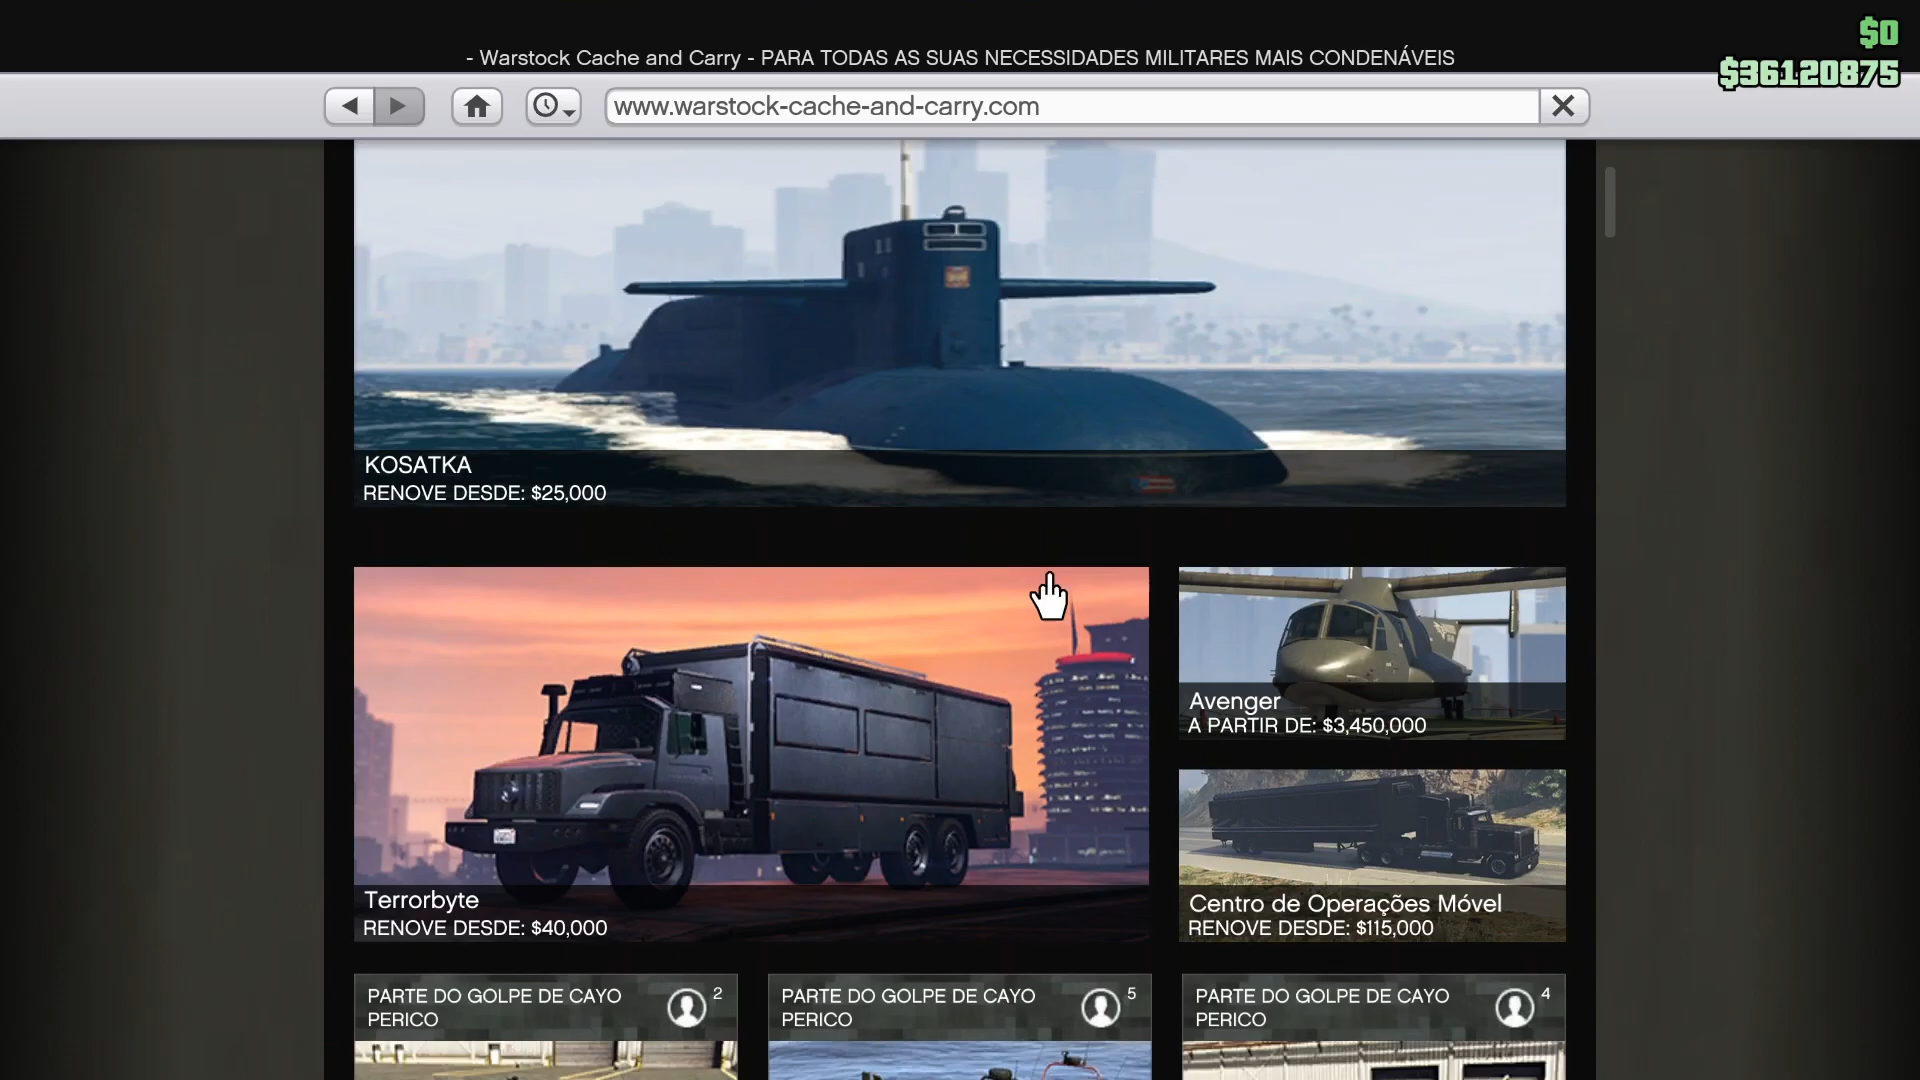 $0
- Warstock Cache and Carry - PARA TODAS AS SUAS NECESSIDADES MILITARES MAIS CONDENÁVEIS
$36120875
www.warstock-cache-and-carry.com
KOSATKA
RENOVE DESDE: $25,000
Avenger
A PARTIR DE: $3,450,000
Terrorbyte
RENOVE DESDE: $40,000
Centro de Operações Móvel
RENOVE DESDE: $115,000
PARTE DO GOLPE DE CAYO
PERICO
2
PARTE DO GOLPE DE CAYO
PERICO
5
PARTE DO GOLPE DE CAYO
PERICO
4